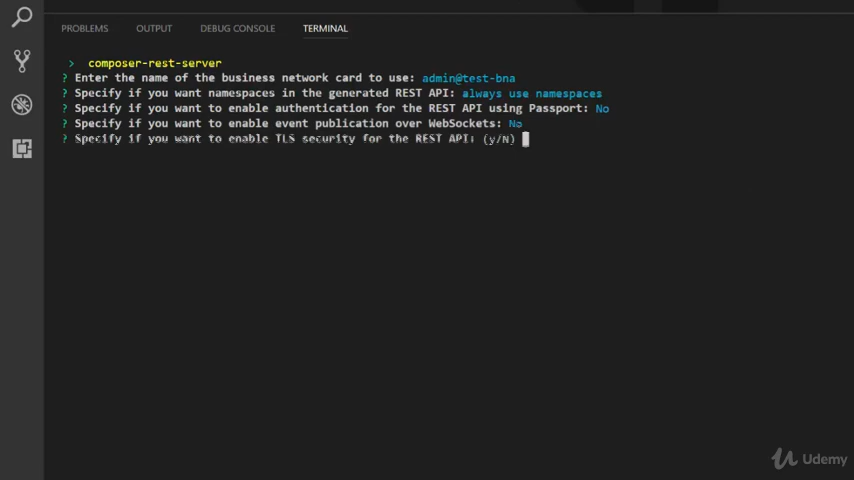 PROBLEMS OUTPUT DEBUG CONSOLE TERMINAL
> composer-rest-server
? Enter the name of the business network card to use: admin@test-bna
? Specify if you want namespaces in the generated REST API: always use namespaces
? Specify if you want to enable authentication for the REST API using Passport: No
? Specify if you want to enable event publication over WebSockets: No
? Specify if you want to enable TLS security for the REST API: (y/N)
Udemy